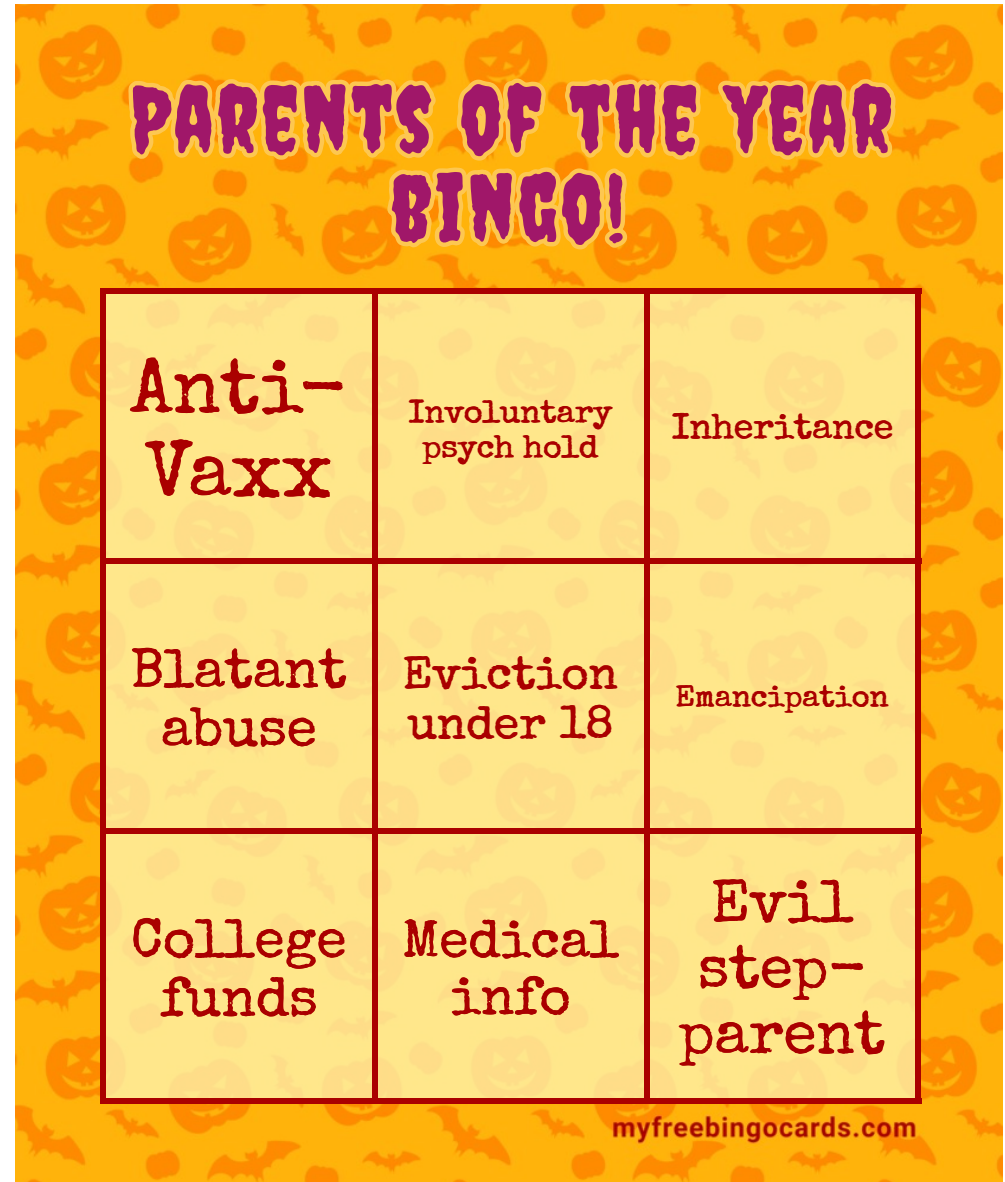 PARENTS OF THE YEAR
BINGO!
Anti-
Vaxx
Involuntary
psych hold
Inheritance
Blatant
abuse
Eviction
under 18
Emancipation
College
funds
Medical
info
Evil
step-
parent
myfreebingocards.com